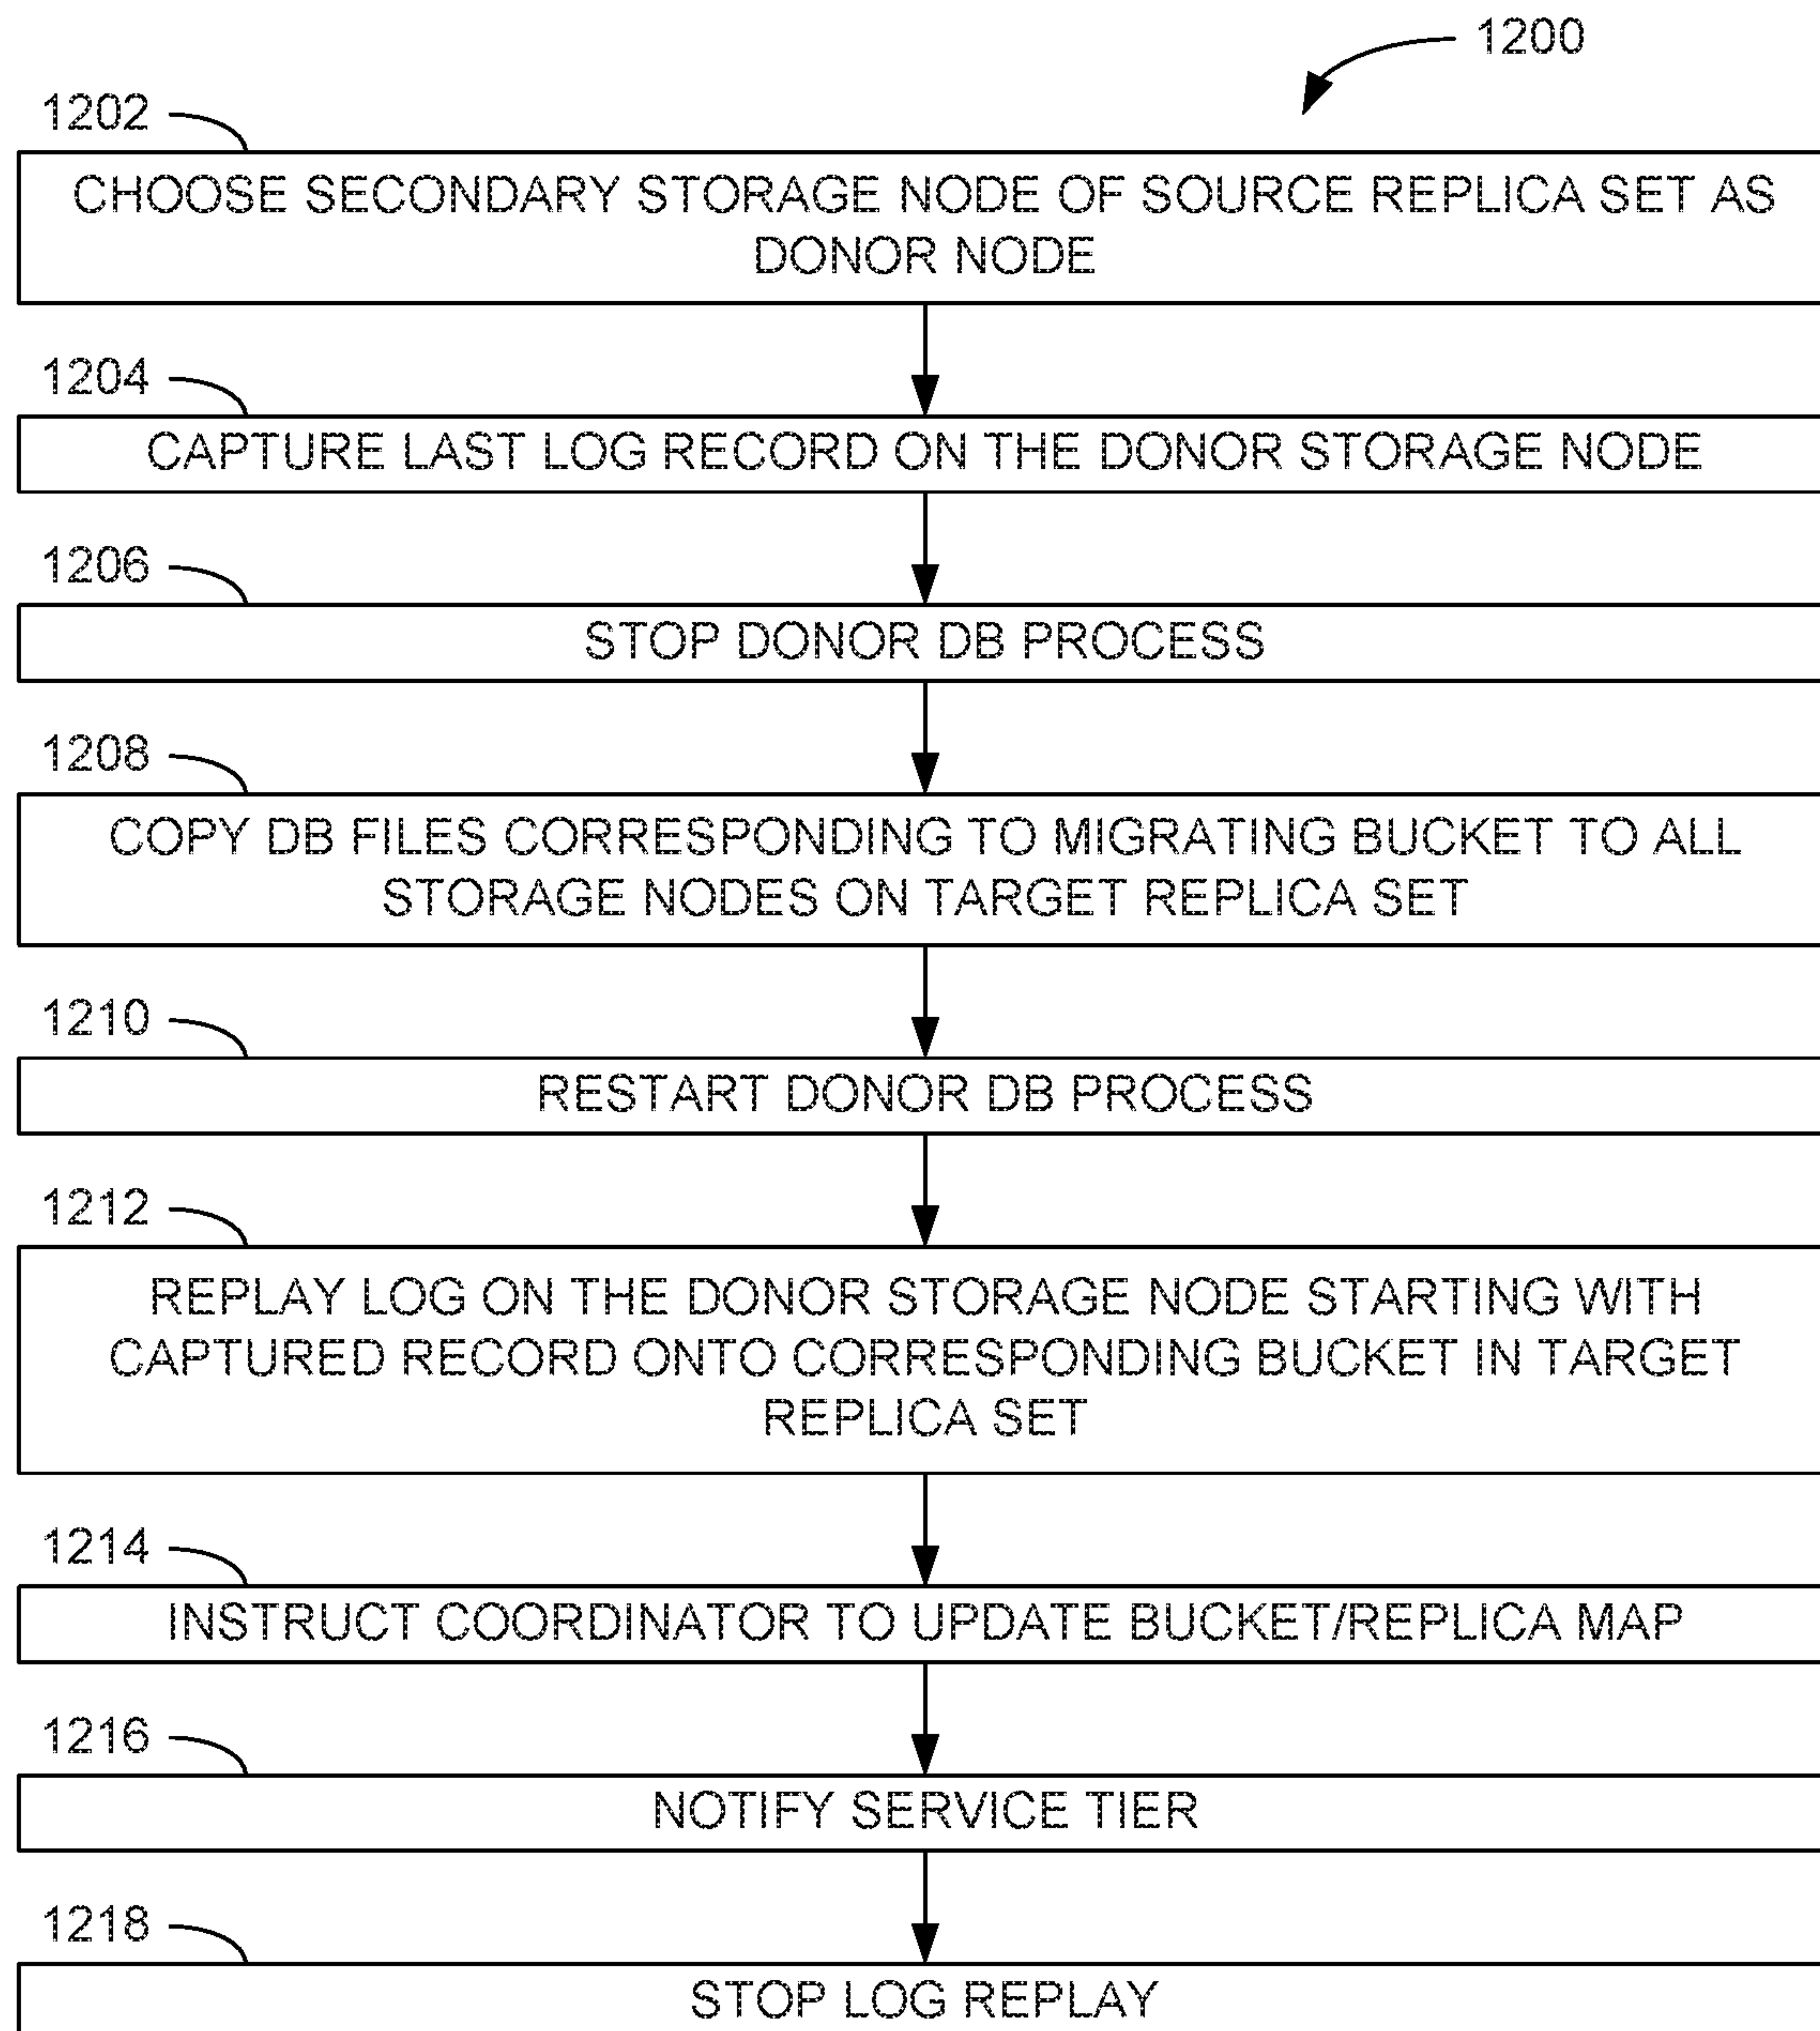 1200
1202
CHOOSE SECONDARY STORAGE NODE OF SOURCE REPLICA SET AS
DONOR NODE
1204
CAPTURE LAST LOG RECORD ON THE DONOR STORAGE NODE
1206
STOP DONOR DB PROCESS
1208
COPY DB FILES CORRESPONDING TO MIGRATING BUCKET TO ALL
STORAGE NODES ON TARGET REPLICA SET
1210
RESTART DONOR DB PROCESS
1212
REPLAY LOG ON THE DONOR STORAGE NODE STARTING WITH
CAPTURED RECORD ONTO CORRESPONDING BUCKET IN TARGET
REPLICA SET
1214
INSTRUCT COORDINATOR TO UPDATE BUCKET/REPLICA MAP
1216
NOTIFY SERVICE TIER
1218
STOP LOG REPLAY